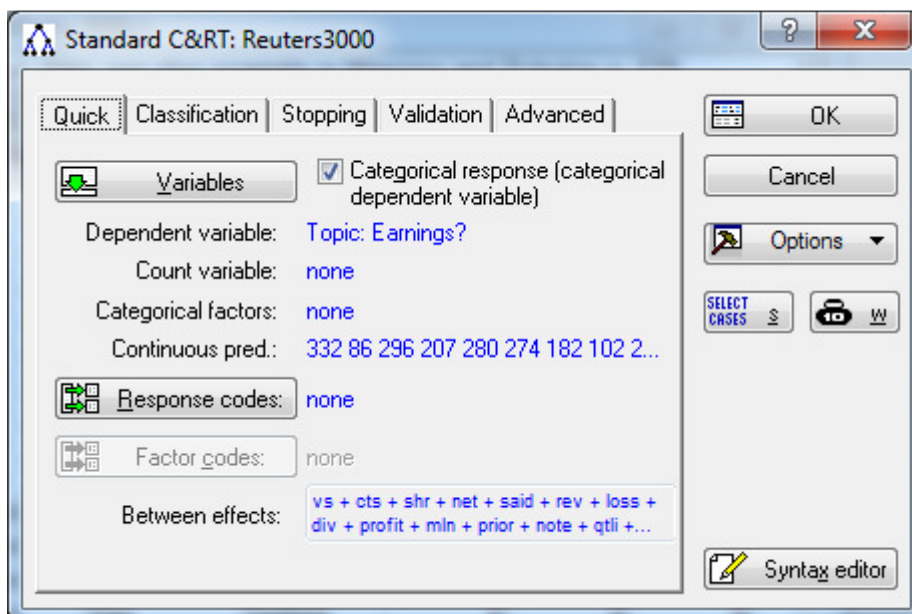 Standard C&RT: Reuters3000
?
X
Quick
Classification
Stopping
Validation
Advanced
Variables
Categorical response (categorical
dependent variable)
Dependent variable: Topic: Earnings?
Count variable: none
Categorical factors: none
Continuous pred.: 332 86 296 207 280 274 182 102 2...
Response codes: none
Factor codes: none
Between effects: vs + cts + shr + net + said + rev + loss +
div + profit + mln + prior + note + qtli +...
OK
Cancel
Options
SELECT
CASES S
10 W
Syntax editor